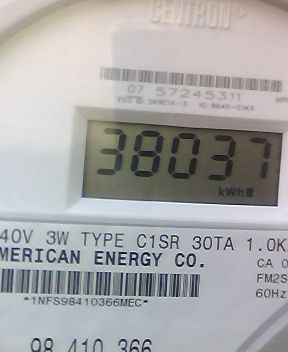 CENTRON®
07 57245311
38037
kWh
40V 3W TYPE C1SR 30TA 1.0K
MERICAN ENERGY CO.
CA 0
FM2S
60Hz
*1NFS98410366MEC*
98 410 366